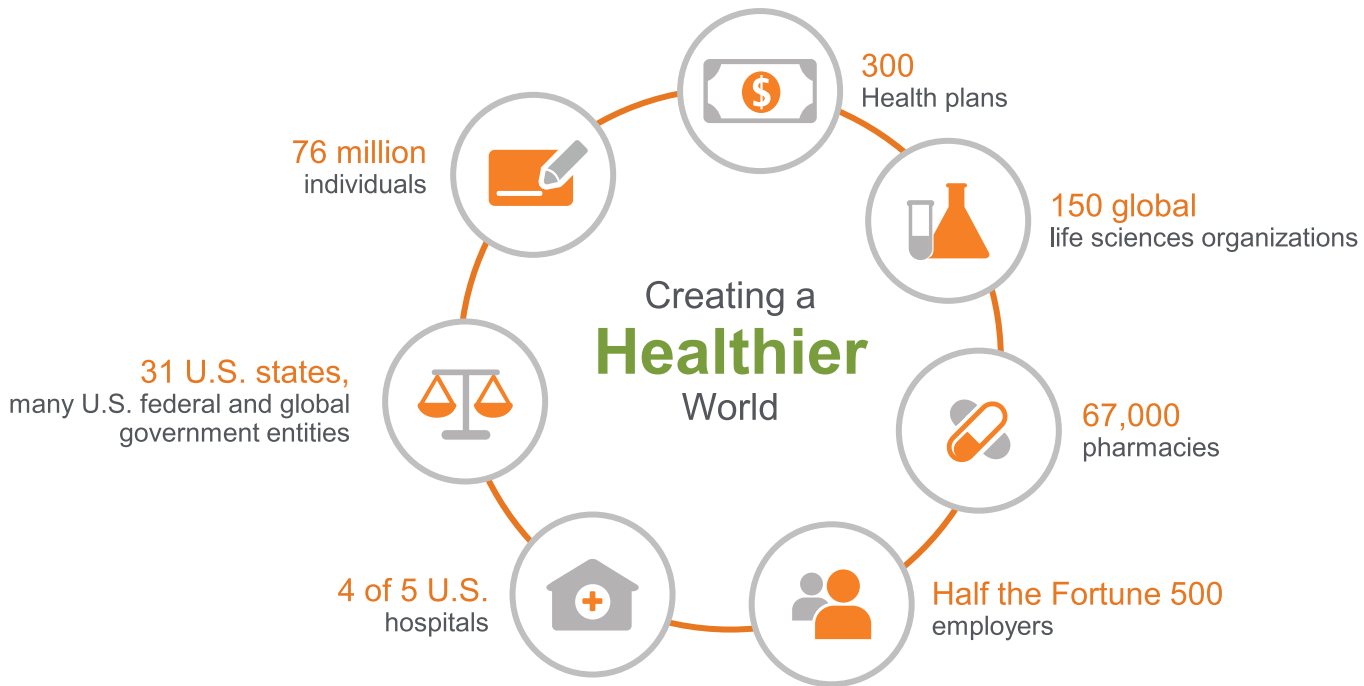 300
Health plans
150 global
life sciences organizations
67,000
pharmacies
Half the Fortune 500
employers
4 of 5 U.S.
hospitals
31 U.S. states,
many U.S. federal and global
government entities
76 million
individuals
Creating a
Healthier
World
$